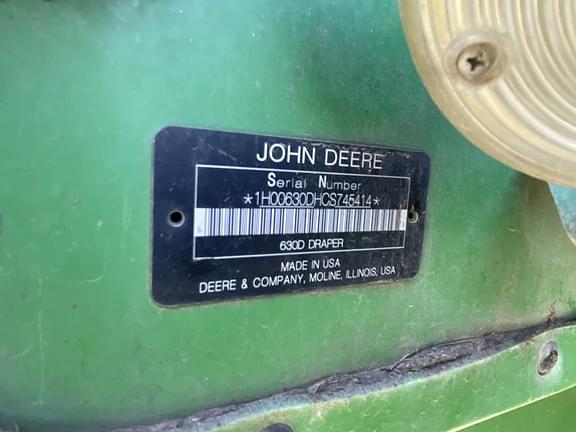 JOHN DEERE
Serial Number
*1H00630DHCS745414*
630D DRAPER
MADE IN USA
DEERE & COMPANY, MOLINE, ILLINOIS, USA